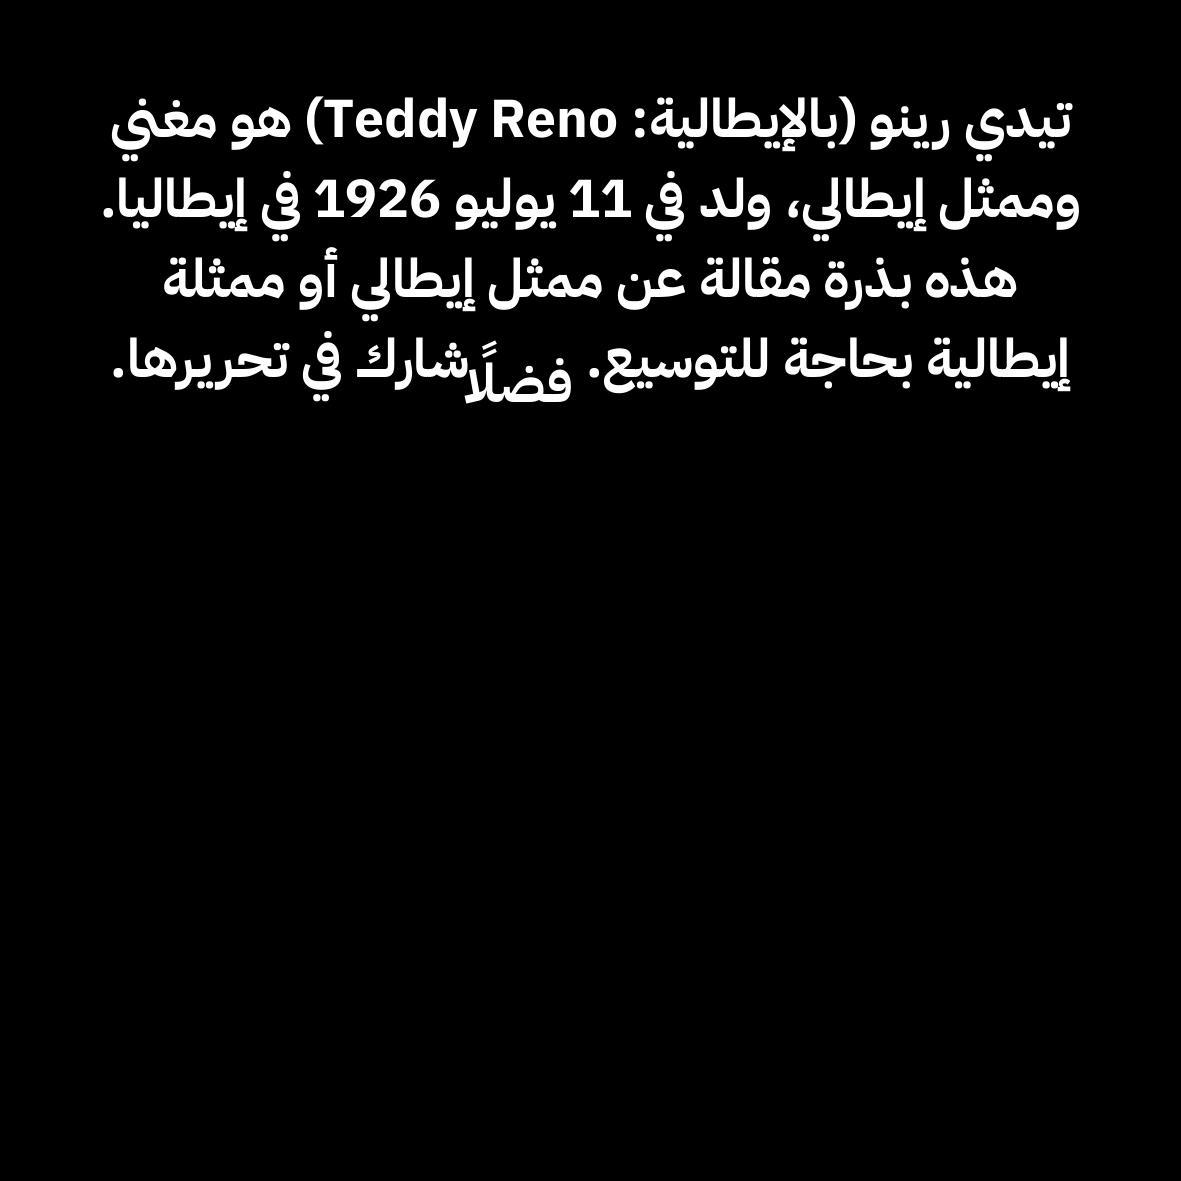 تيدي رينو (بالإيطالية: Teddy Reno) هو مغني
وممثل إيطالي، ولد في 11 يوليو 1926 في إيطاليا.
هذه بذرة مقالة عن ممثل إيطالي أو ممثلة
إيطالية بحاجة للتوسيع. فضلًا شارك في تحريرها.